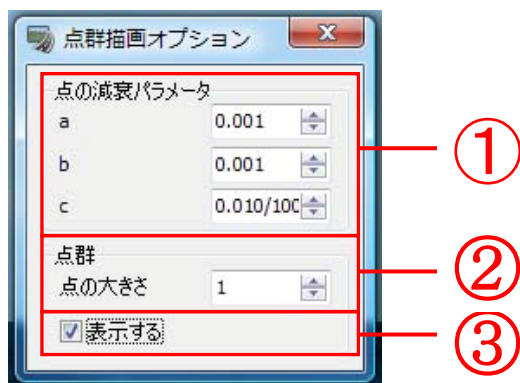 点群描画オプション
点の減衰パラメータ
a 0.001
b 0.001
c 0.010/100
①
点群
点の大きさ 1
②
表示する
③